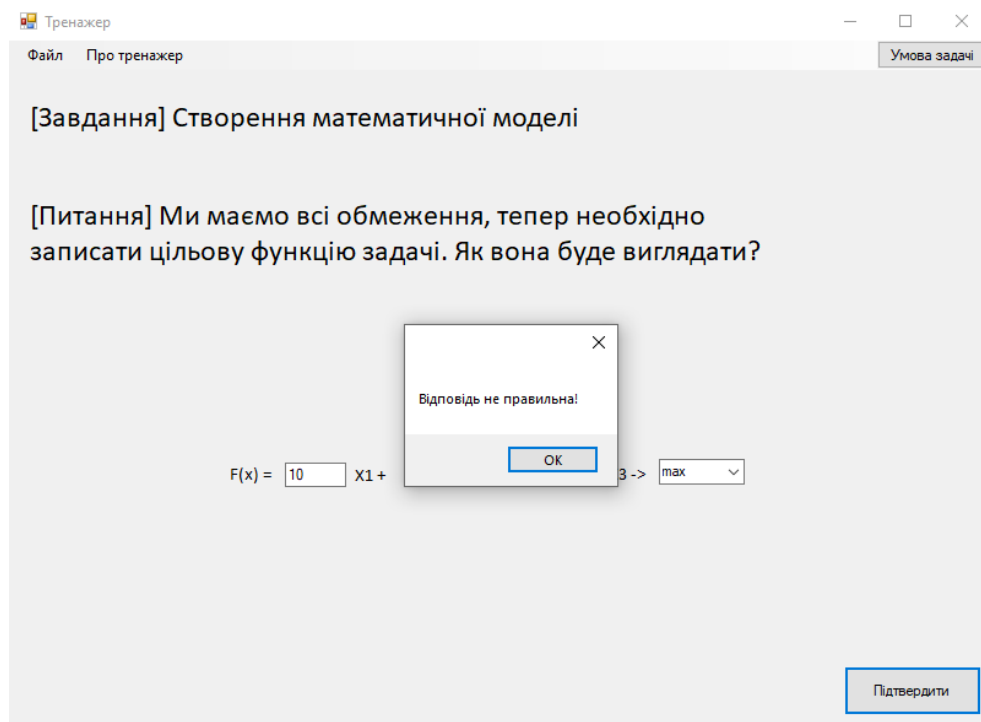 Тренажер
Файл Про тренажер Умова задачі
[Завдання] Створення математичної моделі
[Питання] Ми маємо всі обмеження, тепер необхідно
записати цільову функцію задачі. Як вона буде виглядати?
Відповідь не правильна!
ОК
F(x) = 10 X1 + 3 -> max
Підтвердити